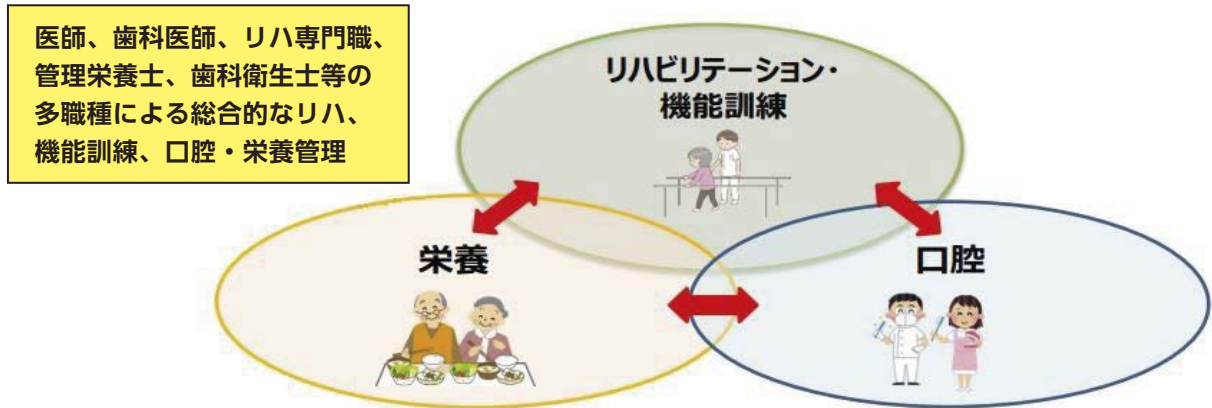 医師、歯科医師、リハ専門職、
管理栄養士、歯科衛生士等の
多職種による総合的なリハ、
機能訓練、口腔・栄養管理
リハビリテーション・
機能訓練
栄養
口腔